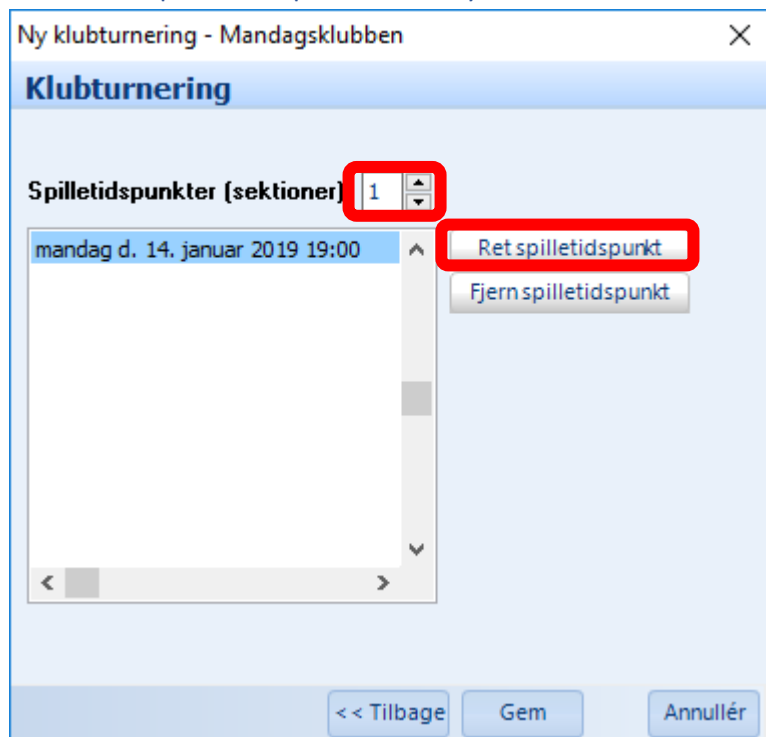 Ny klubturnering - Mandagsklubben
Klubturnering
Spilletidspunkter (sektioner) 1
mandag d. 14. januar 2019 19:00
Ret spilletidspunkt
Fjern spilletidspunkt
<< Tilbage Gem Annullér